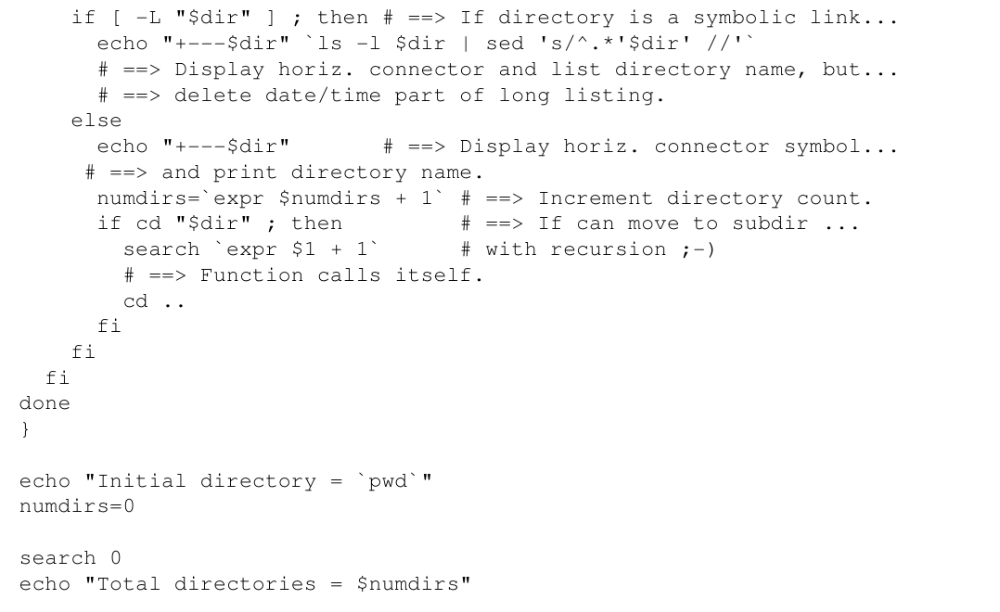 if [ -L "$dir" ] ; then # ==> If directory is a symbolic link...
      echo "+---$dir" `ls -l $dir | sed 's/^.*'$dir' //'`
      # ==> Display horiz. connector and list directory name, but...
      # ==> delete date/time part of long listing.
    else
      echo "+---$dir"       # ==> Display horiz. connector symbol...
     # ==> and print directory name.
      numdirs=`expr $numdirs + 1` # ==> Increment directory count.
      if cd "$dir" ; then         # ==> If can move to subdir ...
        search `expr $1 + 1`      # with recursion ;-)
        # ==> Function calls itself.
        cd ..
      fi
    fi
  fi
done
}

echo "Initial directory = `pwd`"
numdirs=0

search 0
echo "Total directories = $numdirs"